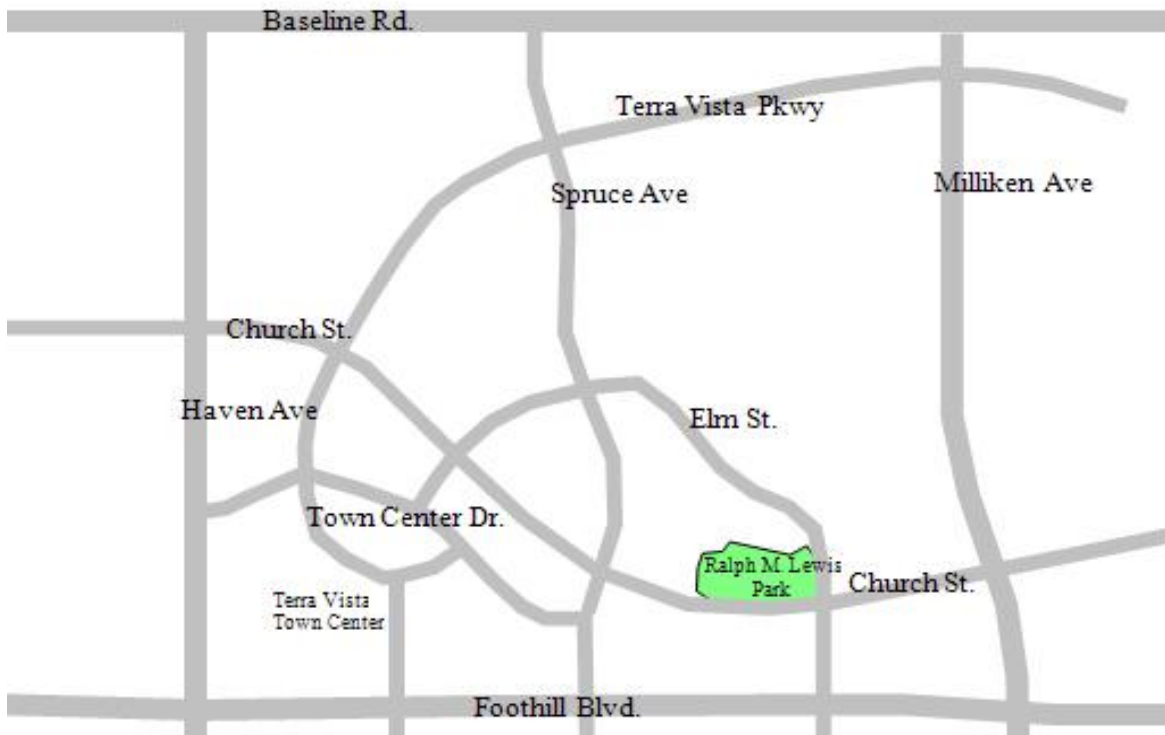 Baseline Rd.
Terra Vista Pkwy
Spruce Ave
Milliken Ave
Church St.
Haven Ave
Elm St.
Town Center Dr.
Ralph M. Lewis
Park
Church St.
Terra Vista
Town Center
Foothill Blvd.